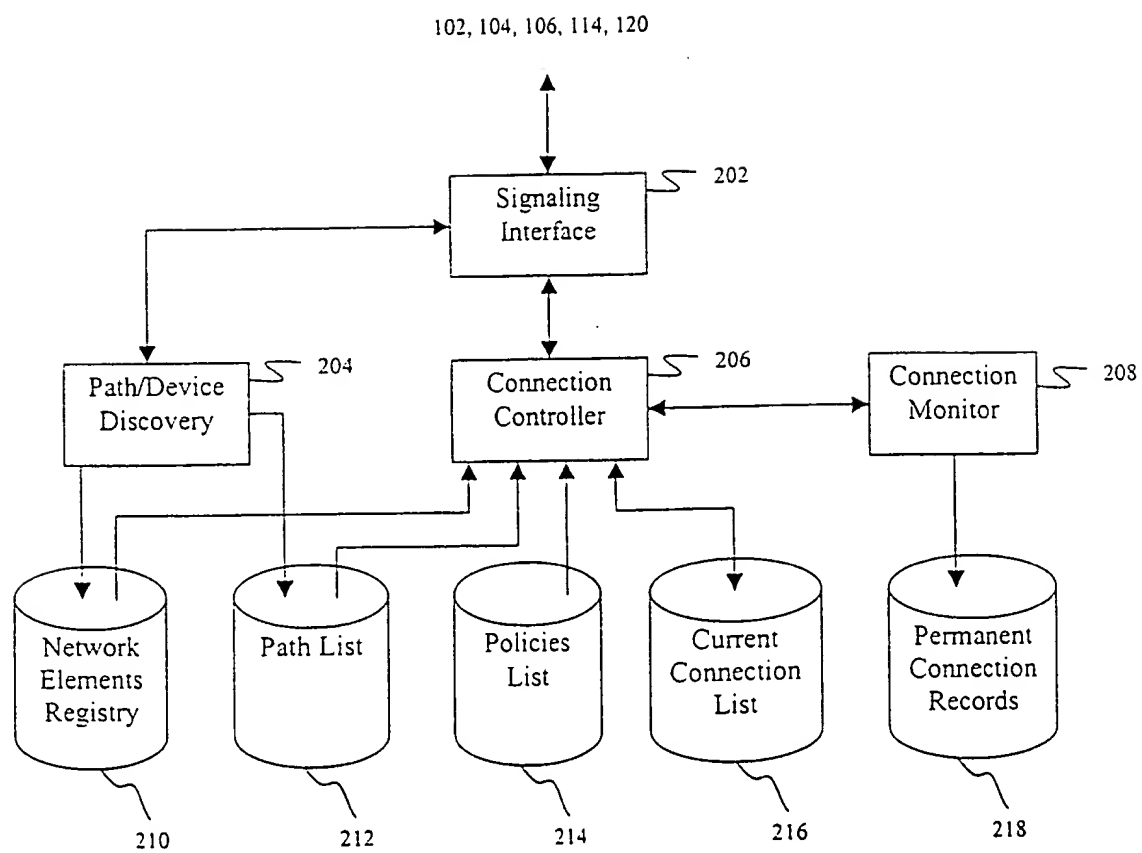 102, 104, 106, 114, 120
Signaling
Interface
202
Path/Device
Discovery
204
Connection
Controller
206
Connection
Monitor
208
Network
Elements
Registry
Path List
Policies
List
Current
Connection
List
Permanent
Connection
Records
210
212
214
216
218